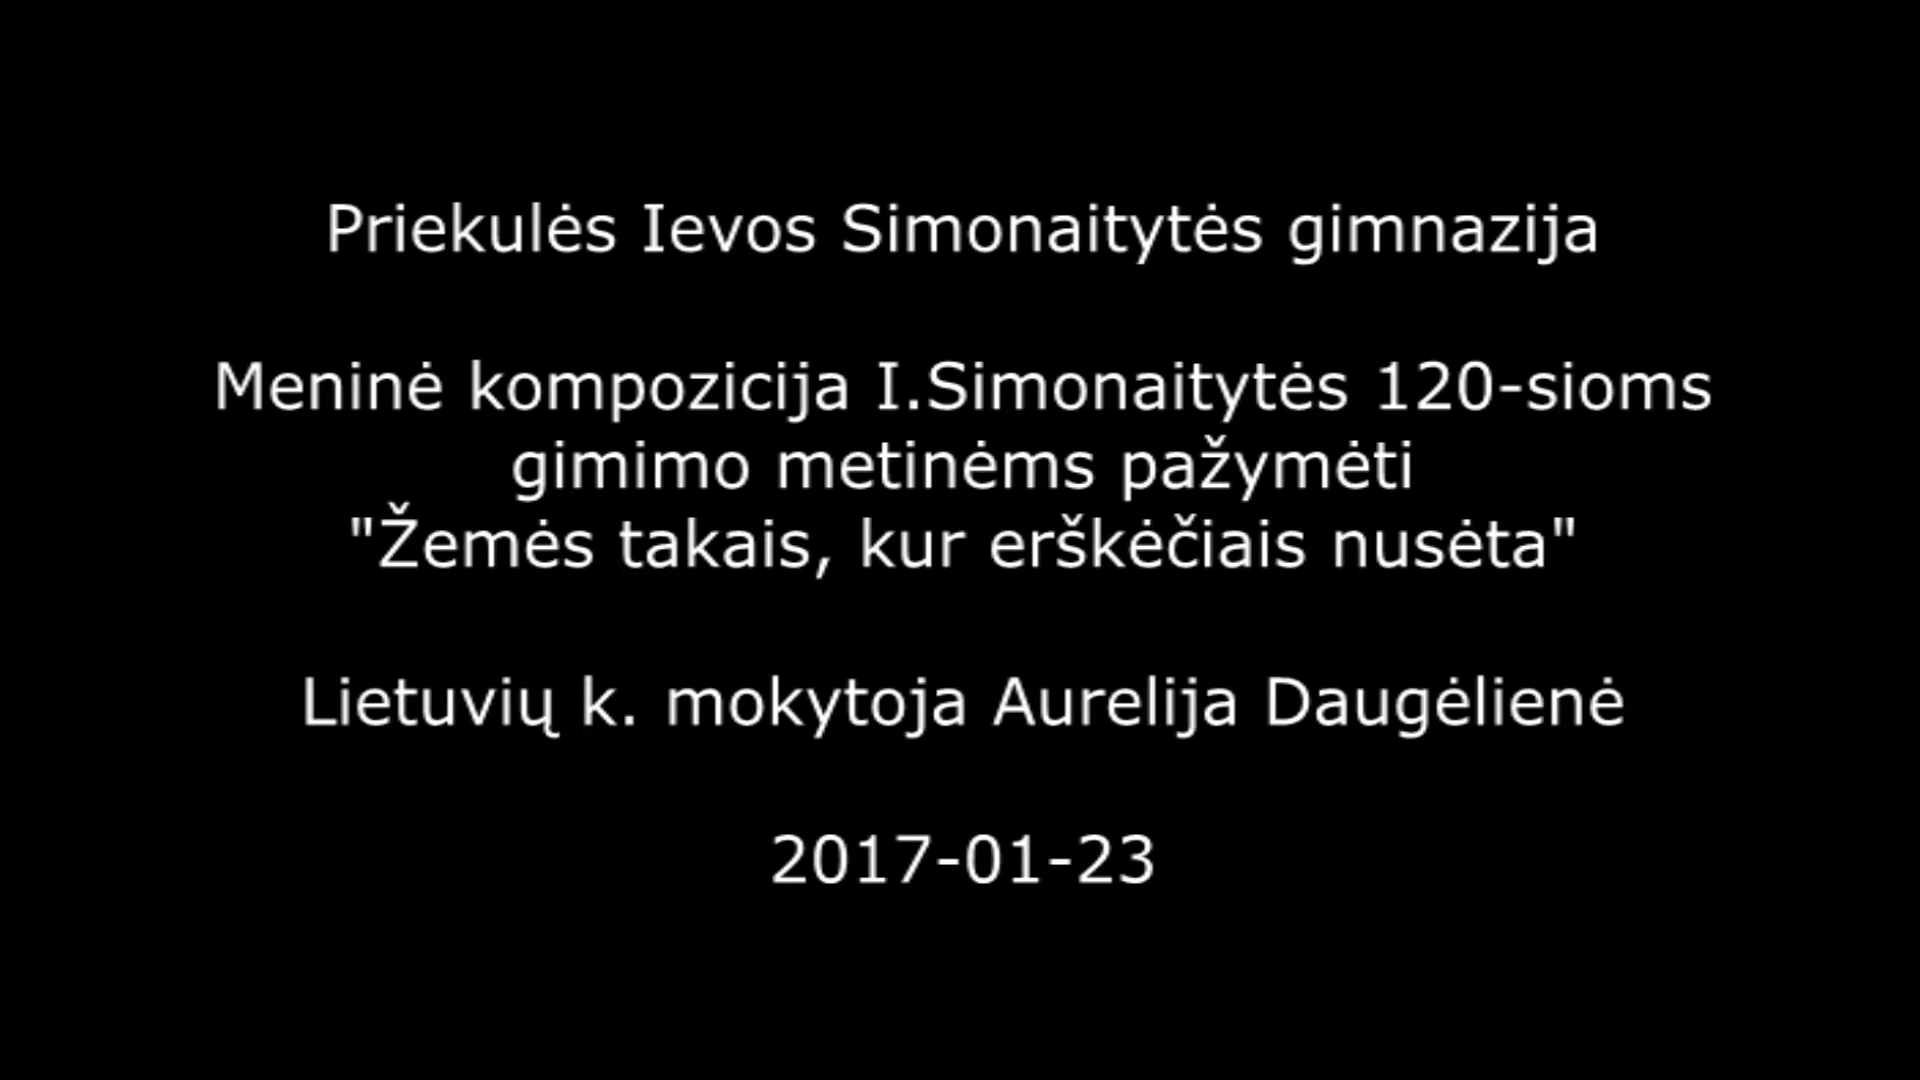 Priekulės Ievos Simonaitytės gimnazija
Meninė kompozicija I.Simonaitytės 120-sioms
gimimo metinėms pažymėti
"Žemės takais, kur erškėčiais nusėta"
Lietuvių k. mokytoja Aurelija Daugėlienė
2017-01-23